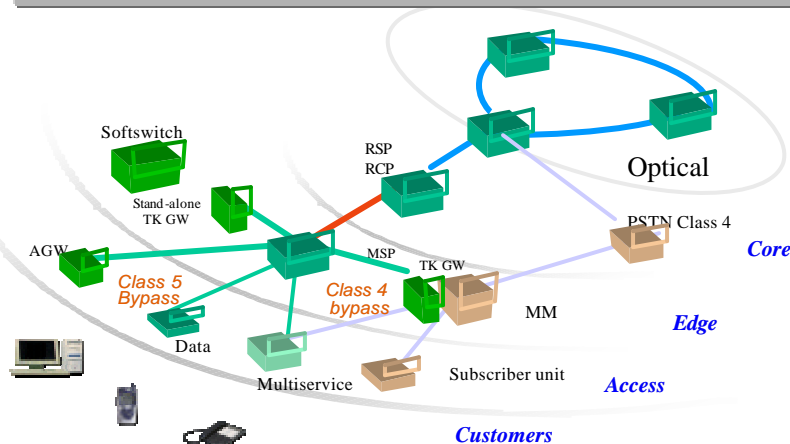 Softswitch
RSP
RCP
Optical
Stand-alone
TK GW
PSTN Class 4
AGW
MSP
Core
TK GW
Class 5
Bypass
Class 4
bypass
MM
Edge
Data
Multiservice
Subscriber unit
Access
Customers